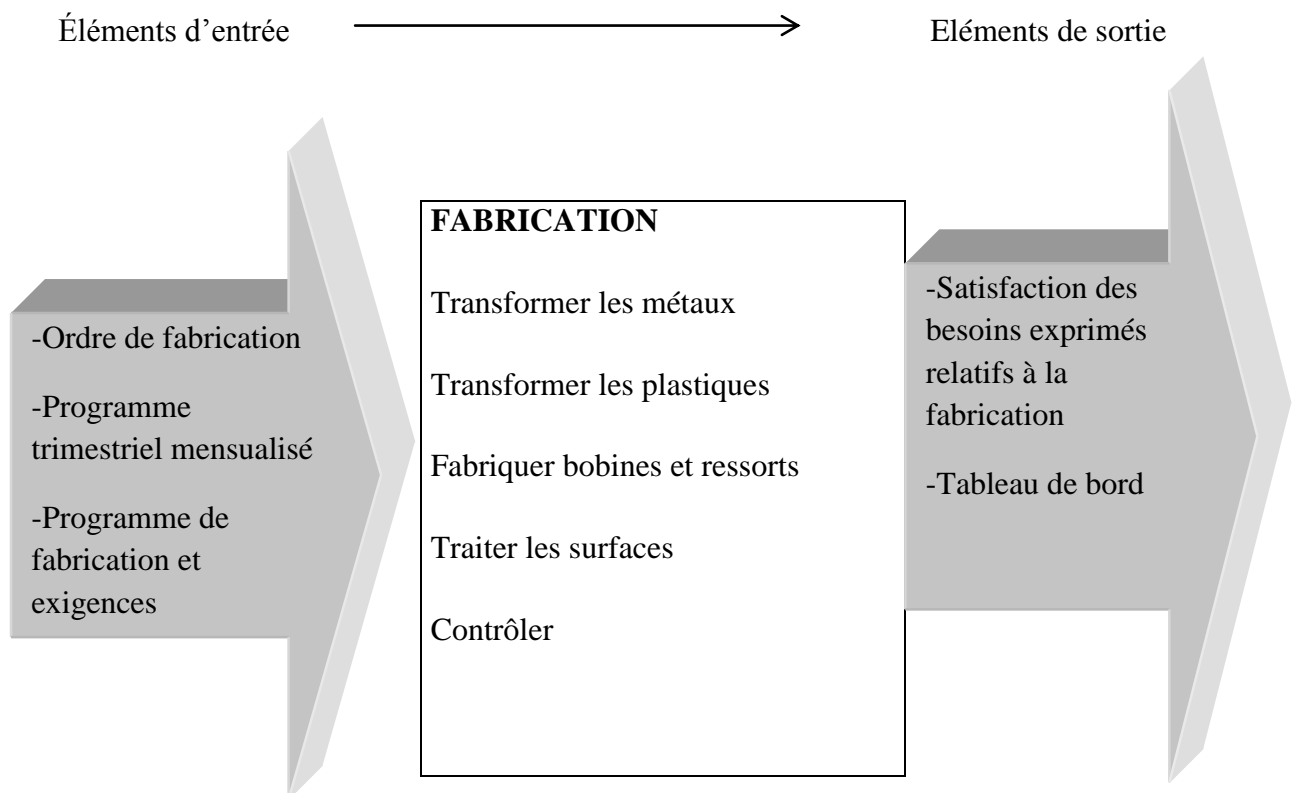 Éléments d’entrée
Eléments de sortie
-Ordre de fabrication
-Programme
trimestriel mensualisé
-Programme de
fabrication et
exigences
FABRICATION
Transformer les métaux
Transformer les plastiques
Fabriquer bobines et ressorts
Traiter les surfaces
Contrôler
-Satisfaction des
besoins exprimés
relatifs à la
fabrication
-Tableau de bord